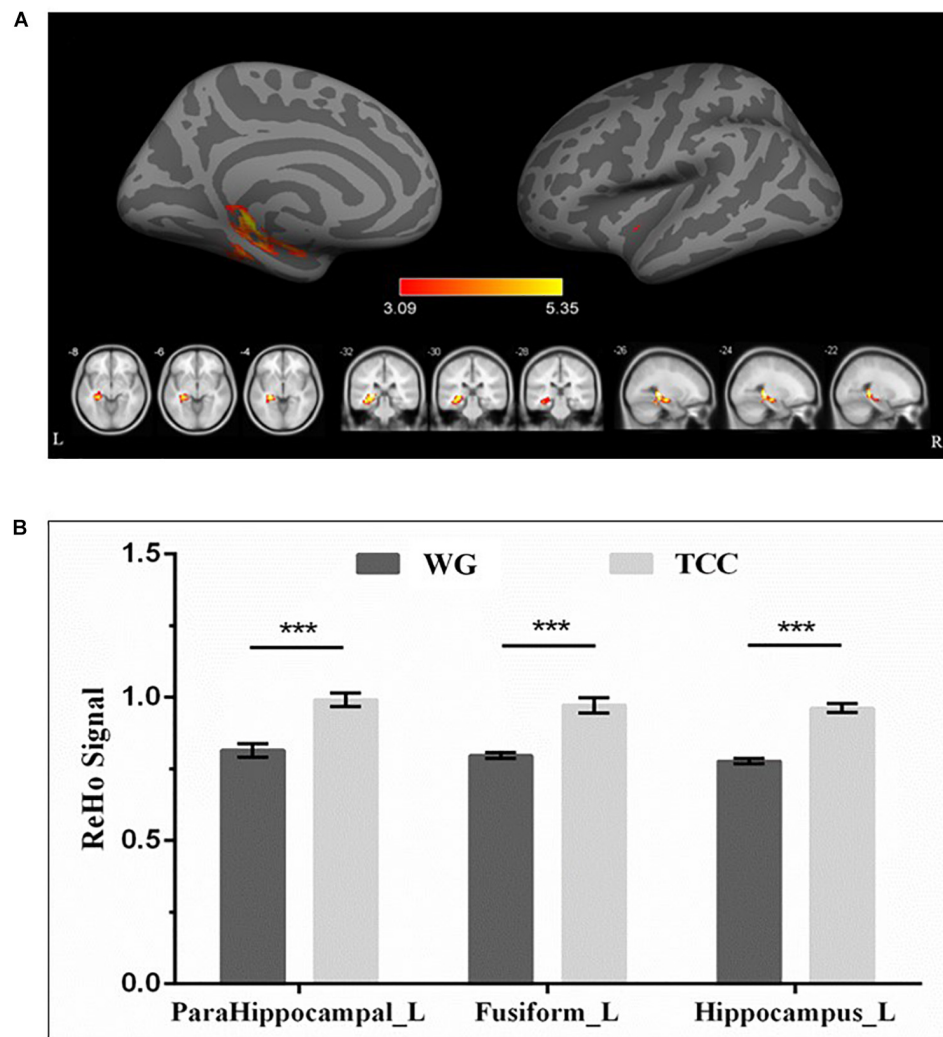 A
3.09 5.35
-8 -6 -4 -32 -30 -28 -26 -24 -22
L R
B
1.5
WG TCC
*** *** ***
1.0
ReHo Signal
0.5
0.0
ParaHippocampal_L Fusiform_L Hippocampus_L